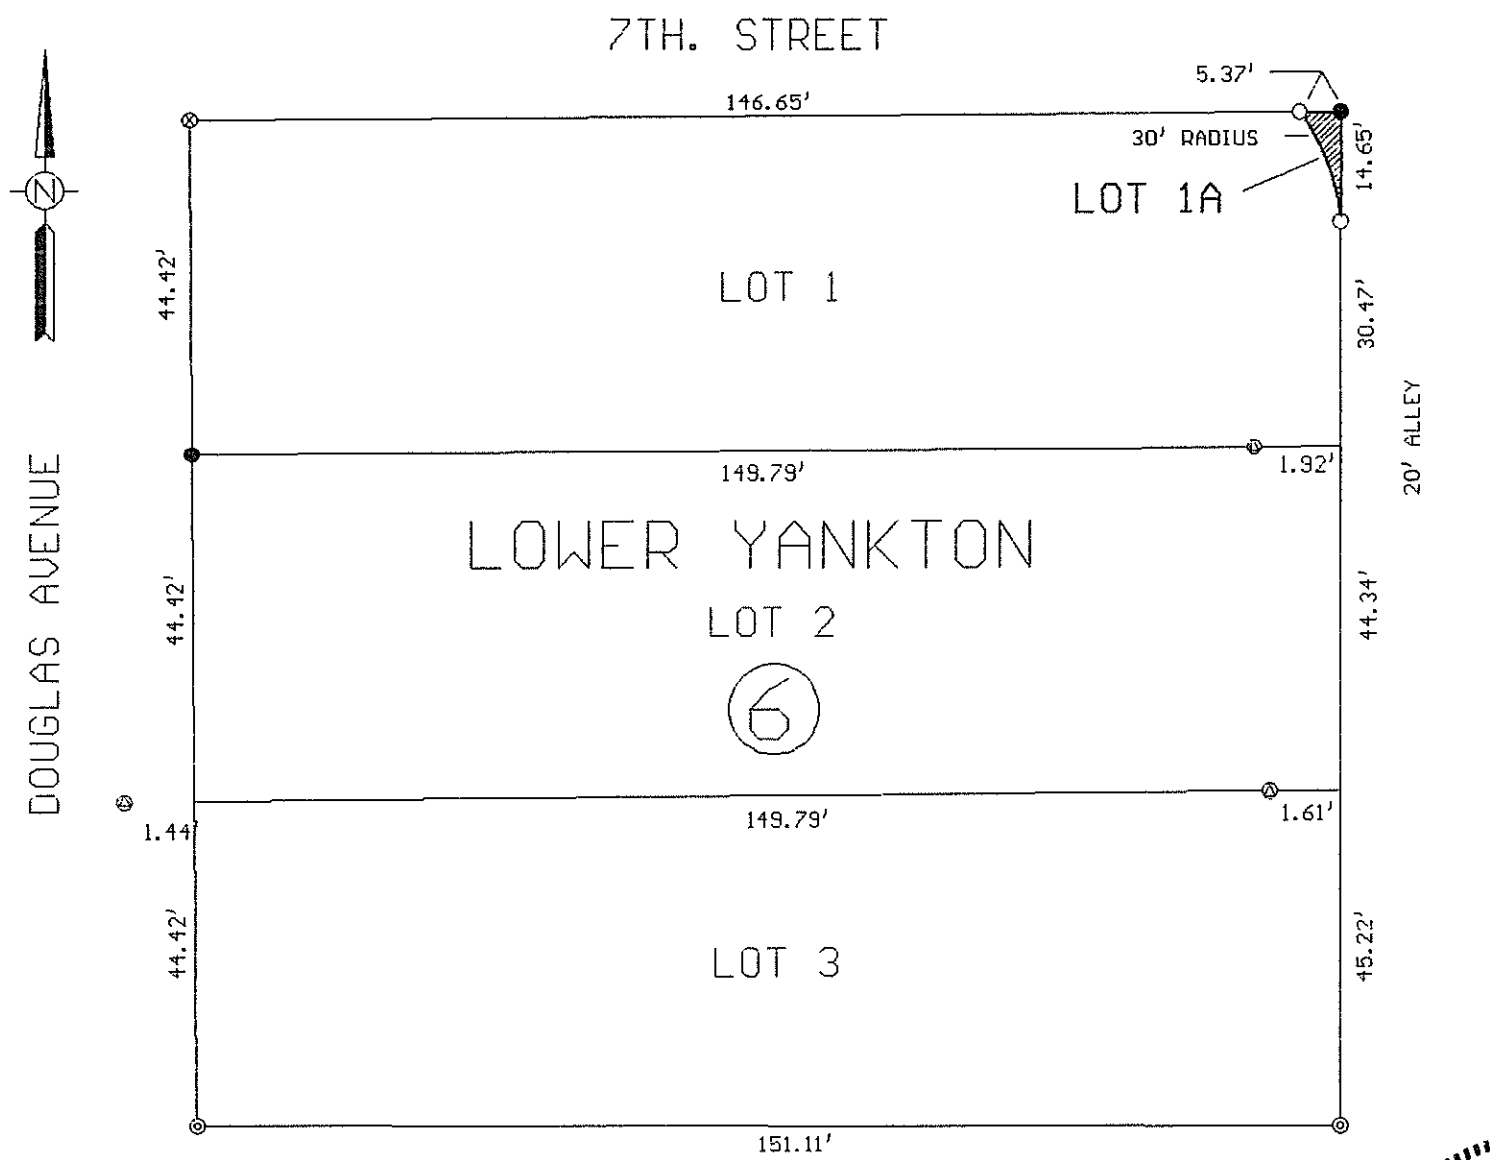 7TH. STREET
5.37'
146.65'
30' RADIUS
14.65'
LOT 1A
N
44.42'
LOT 1
30.47'
149.79'
1.92'
20' ALLEY
DOUGLAS AVENUE
LOWER YANKTON
44.42'
LOT 2
44.34'
6
1.44'
149.79'
1.61'
44.42'
LOT 3
45.22'
151.11'